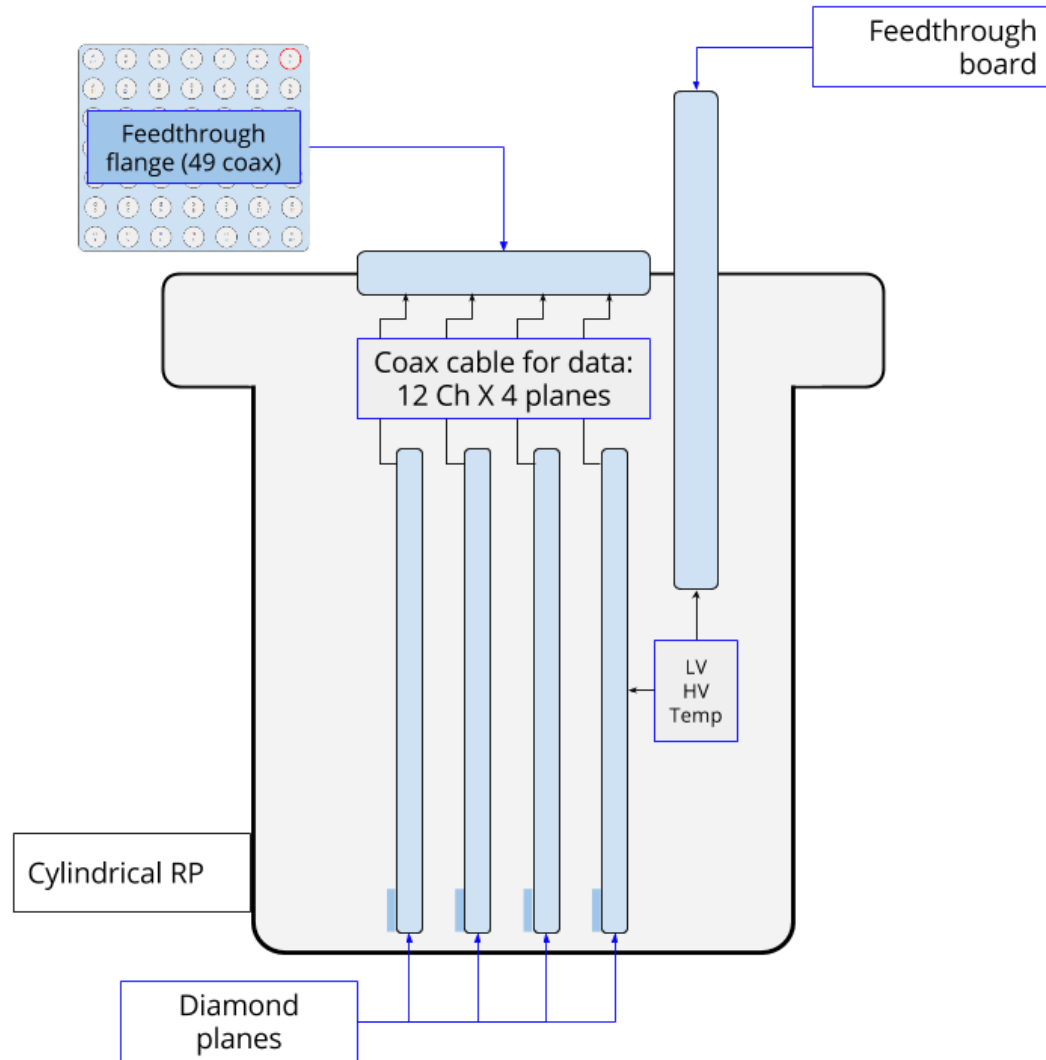 Feedthrough
board
Feedthrough
flange (49 coax)
Coax cable for data:
12 Ch X 4 planes
LV
HV
Temp
Cylindrical RP
Diamond
planes